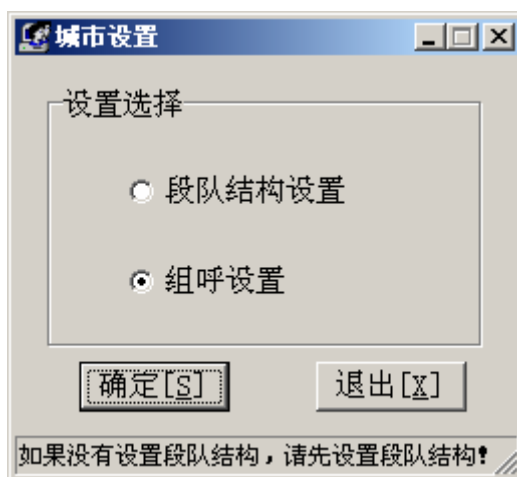 城市设置
设置选择
段队结构设置
组呼设置
确定[S] 退出[X]
如果没有设置段队结构，请先设置段队结构！